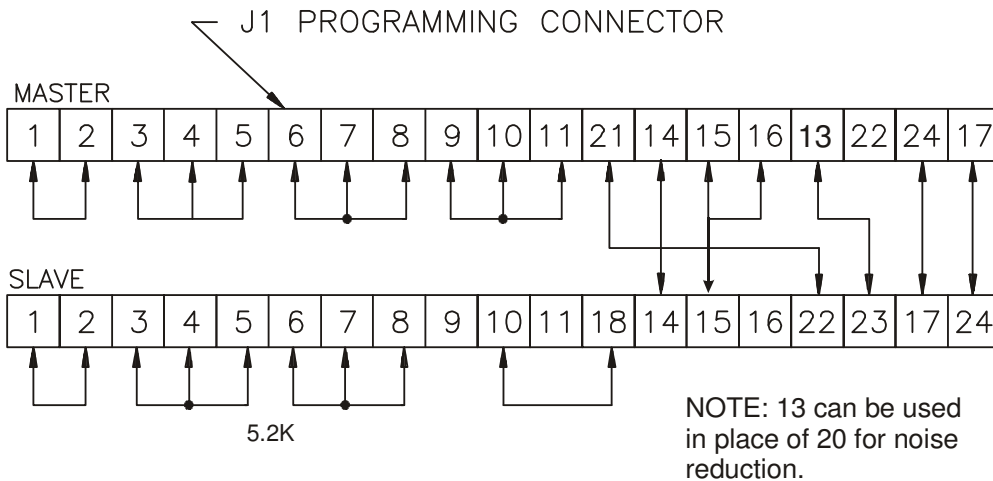 J1 PROGRAMMING CONNECTOR
MASTER
1 2 3 4 5 6 7 8 9 10 11 21 14 15 16 13 22 24 17
SLAVE
1 2 3 4 5 6 7 8 9 10 11 18 14 15 16 22 23 17 24
5.2K
NOTE: 13 can be used
in place of 20 for noise
reduction.